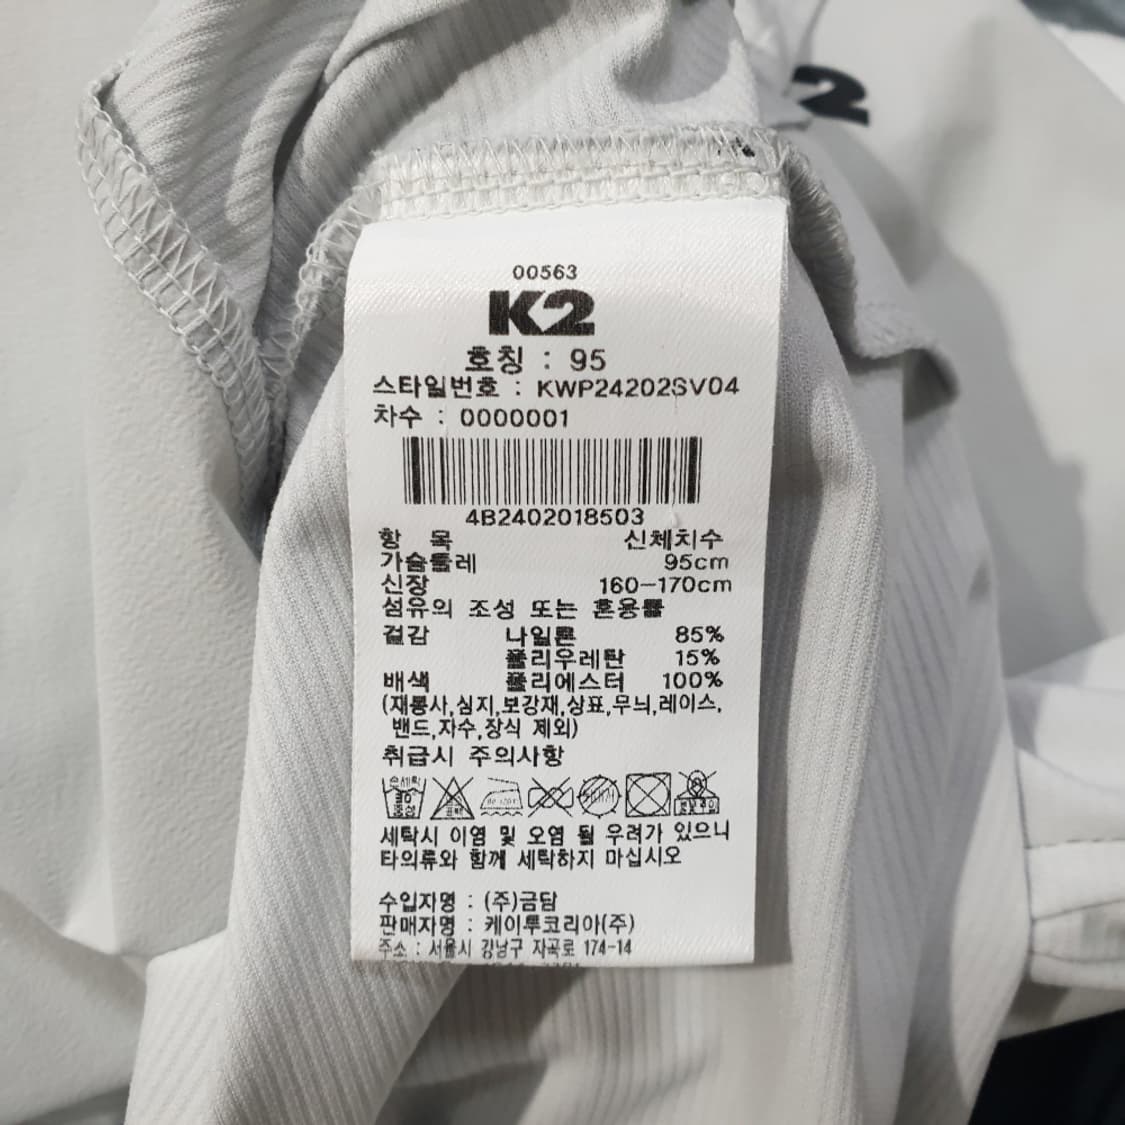 K2
00563
K2
호칭 : 95
스타일번호 : KWP24202SV04
차수 : 0000001
4B2402018503
항 목 신체치수
가슴둘레 95cm
신장 160-170cm
섬유의 조성 또는 혼용률
겉감 나일론 85%
폴리우레탄 15%
배색 폴리에스터 100%
(재봉사,심지,보강재,상표,무늬,레이스,
밴드,자수,장식 제외)
취급시 주의사항
세탁시 이염 및 오염 될 우려가 있으니
타의류와 함께 세탁하지 마십시오
수입자명 : (주)금담
판매자명 : 케이투코리아(주)
주소 : 서울시 강남구 자곡로 174-14